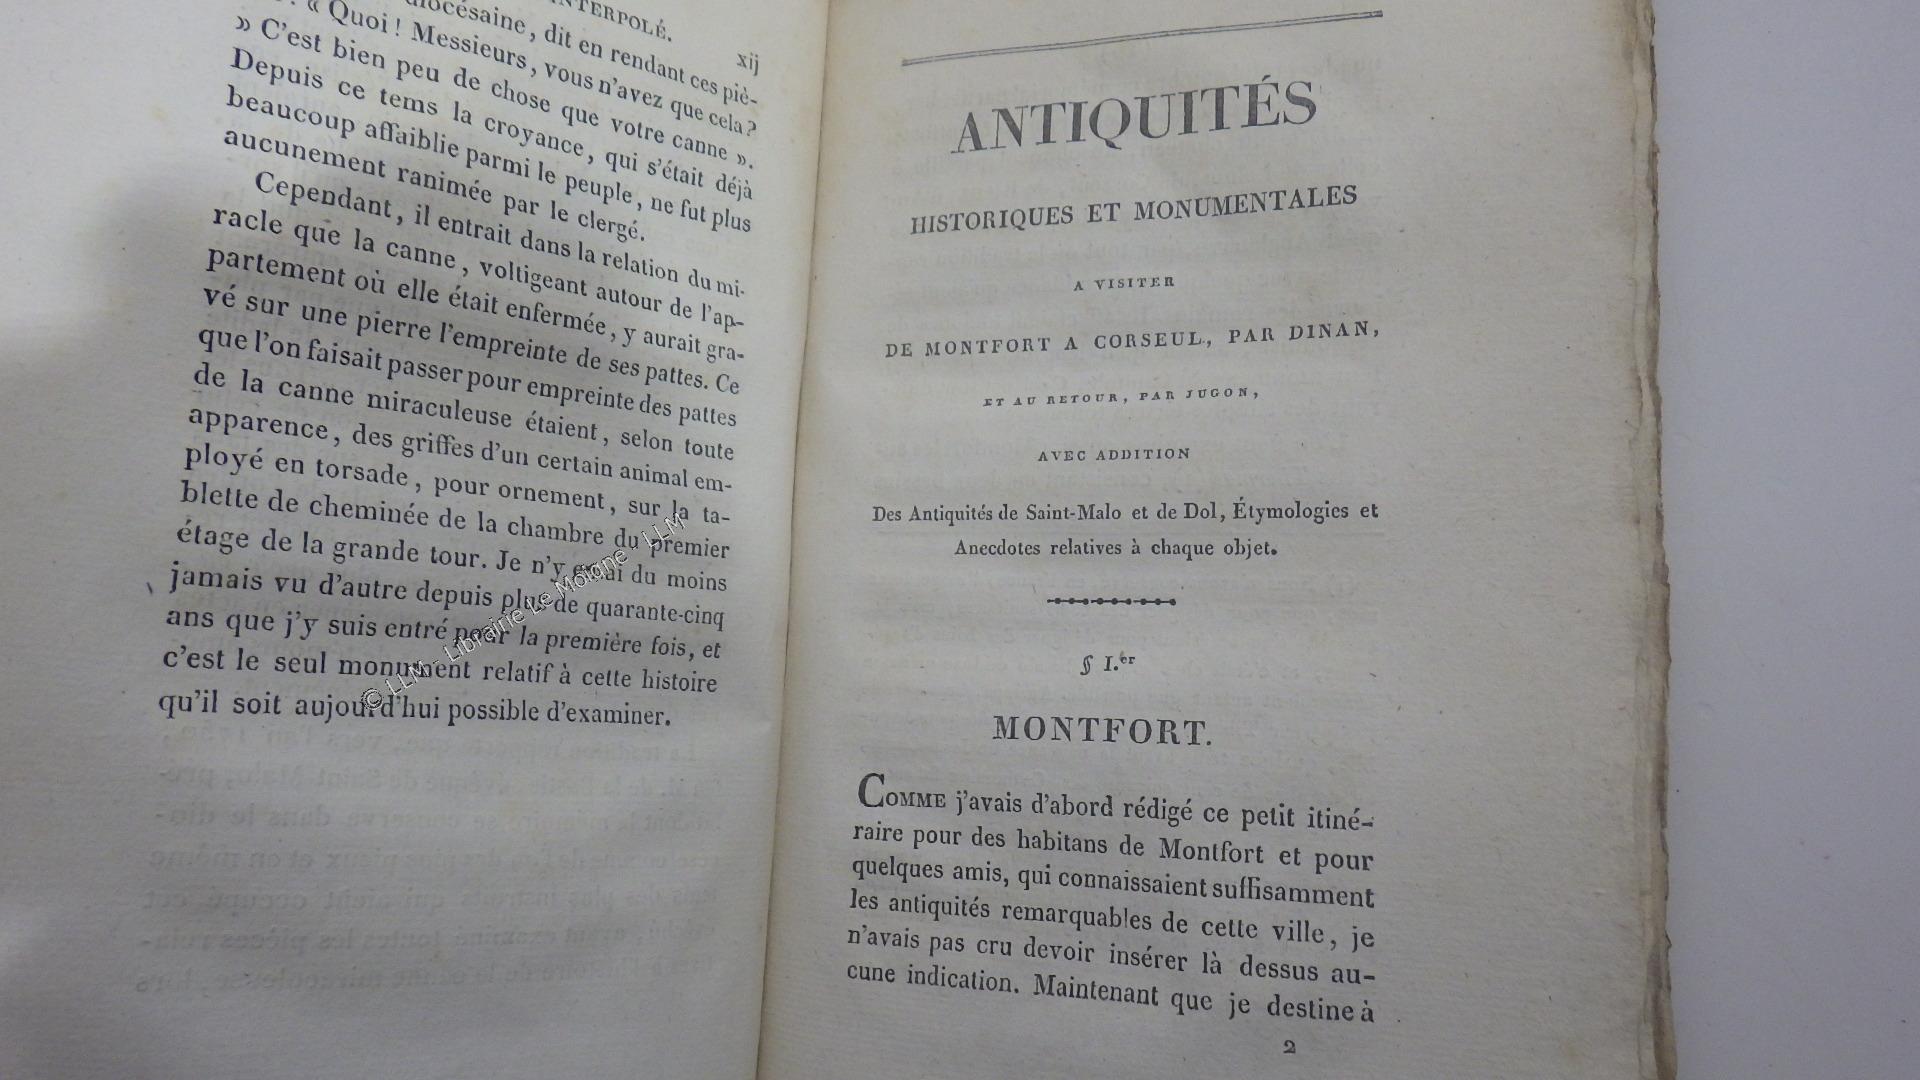 INTERPOLÉ.
xij
diocésaine, dit en rendant ces piè-
« Quoi ! Messieurs, vous n'avez que cela ?
» C'est bien peu de chose que votre canne ».
Depuis ce tems la croyance, qui s'était déjà
beaucoup affaiblie parmi le peuple, ne fut plus
aucunement ranimée par le clergé.
Cependant, il entrait dans la relation du mi-
racle que la canne, voltigeant autour de l'ap-
partement où elle était enfermée, y aurait gra-
vé sur une pierre l'empreinte de ses pattes. Ce
que l'on faisait passer pour empreinte des pattes
de la canne miraculeuse étaient, selon toute
apparence, des griffes d'un certain animal em-
ployé en torsade, pour ornement, sur la ta-
blette de cheminée de la chambre du premier
étage de la grande tour. Je n'y en ai du moins
jamais vu d'autre depuis plus de quarante-cinq
ans que j'y suis entré pour la première fois, et
c'est le seul monument relatif à cette histoire
qu'il soit aujourd'hui possible d'examiner.
© LLM - Librairie Le Moigne - LLM
ANTIQUITÉS
HISTORIQUES ET MONUMENTALES
A VISITER
DE MONTFORT A CORSEUL, PAR DINAN,
ET AU RETOUR, PAR JUGON,
AVEC ADDITION
Des Antiquités de Saint-Malo et de Dol, Étymologies et
Anecdotes relatives à chaque objet.
§ I.er
MONTFORT.
COMME j'avais d'abord rédigé ce petit itiné-
raire pour des habitans de Montfort et pour
quelques amis, qui connaissaient suffisamment
les antiquités remarquables de cette ville, je
n'avais pas cru devoir insérer là dessus au-
cune indication. Maintenant que je destine à
2